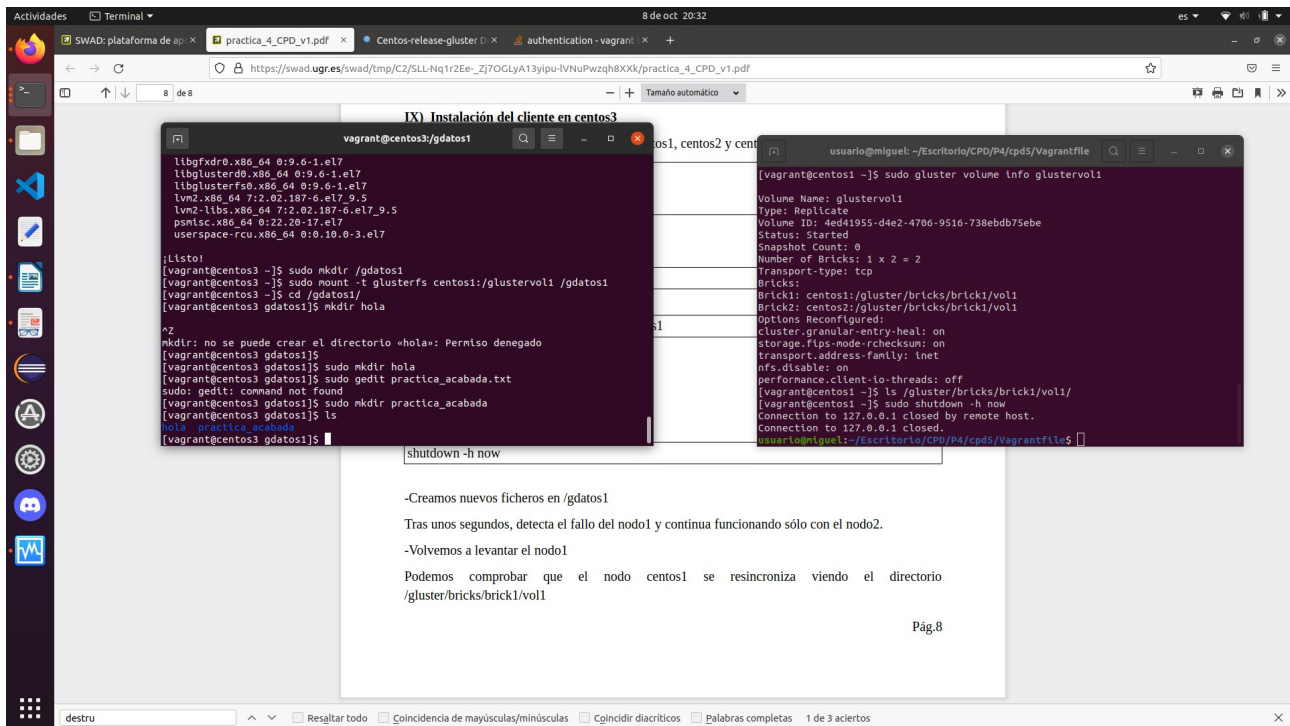 Actividades
Terminal
8 de oct 20:32
es
SWAD: plataforma de ap
practica_4_CPD_v1.pdf
Centos-release-gluster D
authentication - vagrant
https://swad.ugr.es/swad/tmp/C2/SLL-Nq1r2Ee-_Zj7OGLyA13yipu-lVNuPwzqh8XXk/practica_4_CPD_v1.pdf
8 de 8
Tamaño automático
IX) Instalación del cliente en centos3
os1, centos2 y cent
vagrant@centos3:/gdatos1
libgfxdr0.x86_64 0:9.6-1.el7
libglusterd0.x86_64 0:9.6-1.el7
libglusterfs0.x86_64 0:9.6-1.el7
lvm2.x86_64 7:2.02.187-6.el7_9.5
lvm2-libs.x86_64 7:2.02.187-6.el7_9.5
psmisc.x86_64 0:22.20-17.el7
userspace-rcu.x86_64 0:0.10.0-3.el7
¡Listo!
[vagrant@centos3 ~]$ sudo mkdir /gdatos1
[vagrant@centos3 ~]$ sudo mount -t glusterfs centos1:/glustervol1 /gdatos1
[vagrant@centos3 ~]$ cd /gdatos1/
[vagrant@centos3 gdatos1]$ mkdir hola
^Z
mkdir: no se puede crear el directorio «hola»: Permiso denegado
[vagrant@centos3 gdatos1]$
[vagrant@centos3 gdatos1]$ sudo mkdir hola
[vagrant@centos3 gdatos1]$ sudo gedit practica_acabada.txt
sudo: gedit: command not found
[vagrant@centos3 gdatos1]$ sudo mkdir practica_acabada
[vagrant@centos3 gdatos1]$ ls
hola practica_acabada
[vagrant@centos3 gdatos1]$
s1
usuario@miguel: ~/Escritorio/CPD/P4/cpd5/Vagrantfile
[vagrant@centos1 ~]$ sudo gluster volume info glustervol1
Volume Name: glustervol1
Type: Replicate
Volume ID: 4ed41955-d4e2-4706-9516-738ebdb75ebe
Status: Started
Snapshot Count: 0
Number of Bricks: 1 x 2 = 2
Transport-type: tcp
Bricks:
Brick1: centos1:/gluster/bricks/brick1/vol1
Brick2: centos2:/gluster/bricks/brick1/vol1
Options Reconfigured:
cluster.granular-entry-heal: on
storage.fips-mode-rchecksum: on
transport.address-family: inet
nfs.disable: on
performance.client-io-threads: off
[vagrant@centos1 ~]$ ls /gluster/bricks/brick1/vol1/
[vagrant@centos1 ~]$ sudo shutdown -h now
Connection to 127.0.0.1 closed by remote host.
Connection to 127.0.0.1 closed.
usuario@miguel:~/Escritorio/CPD/P4/cpd5/Vagrantfile$
shutdown -h now
-Creamos nuevos ficheros en /gdatos1
Tras unos segundos, detecta el fallo del nodo1 y continua funcionando sólo con el nodo2.
-Volvemos a levantar el nodo1
Podemos comprobar que el nodo centos1 se resincroniza viendo el directorio
/gluster/bricks/brick1/vol1
Pág.8
destru
Resaltar todo
Coincidencia de mayúsculas/minúsculas
Coincidir diacríticos
Palabras completas
1 de 3 aciertos